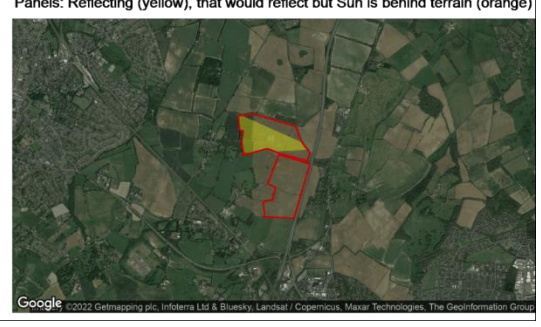 Panels: Reflecting (yellow), that would reflect but Sun is behind terrain (orange)
Google
©2022 Getmapping plc, Infoterra Ltd & Bluesky, Landsat / Copernicus, Maxar Technologies, The GeoInformation Group